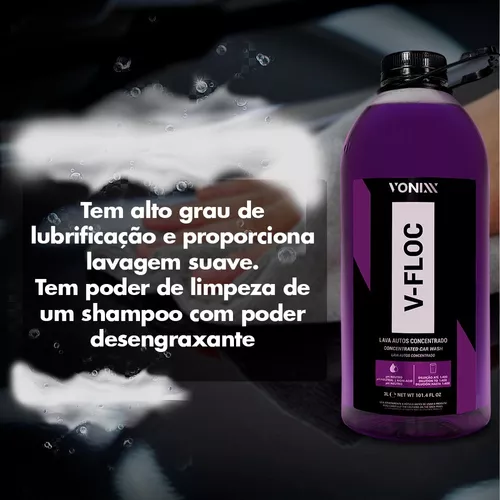 Tem alto grau de
lubrificação e proporciona
lavagem suave.
Tem poder de limpeza de
um shampoo com poder
desengraxante
VONIXX
V-FLOC
LAVA AUTOS CONCENTRADO
CONCENTRATED CAR WASH
LAVA AUTOS CONCENTRADO
3L e NET WT 101.4 FL OZ